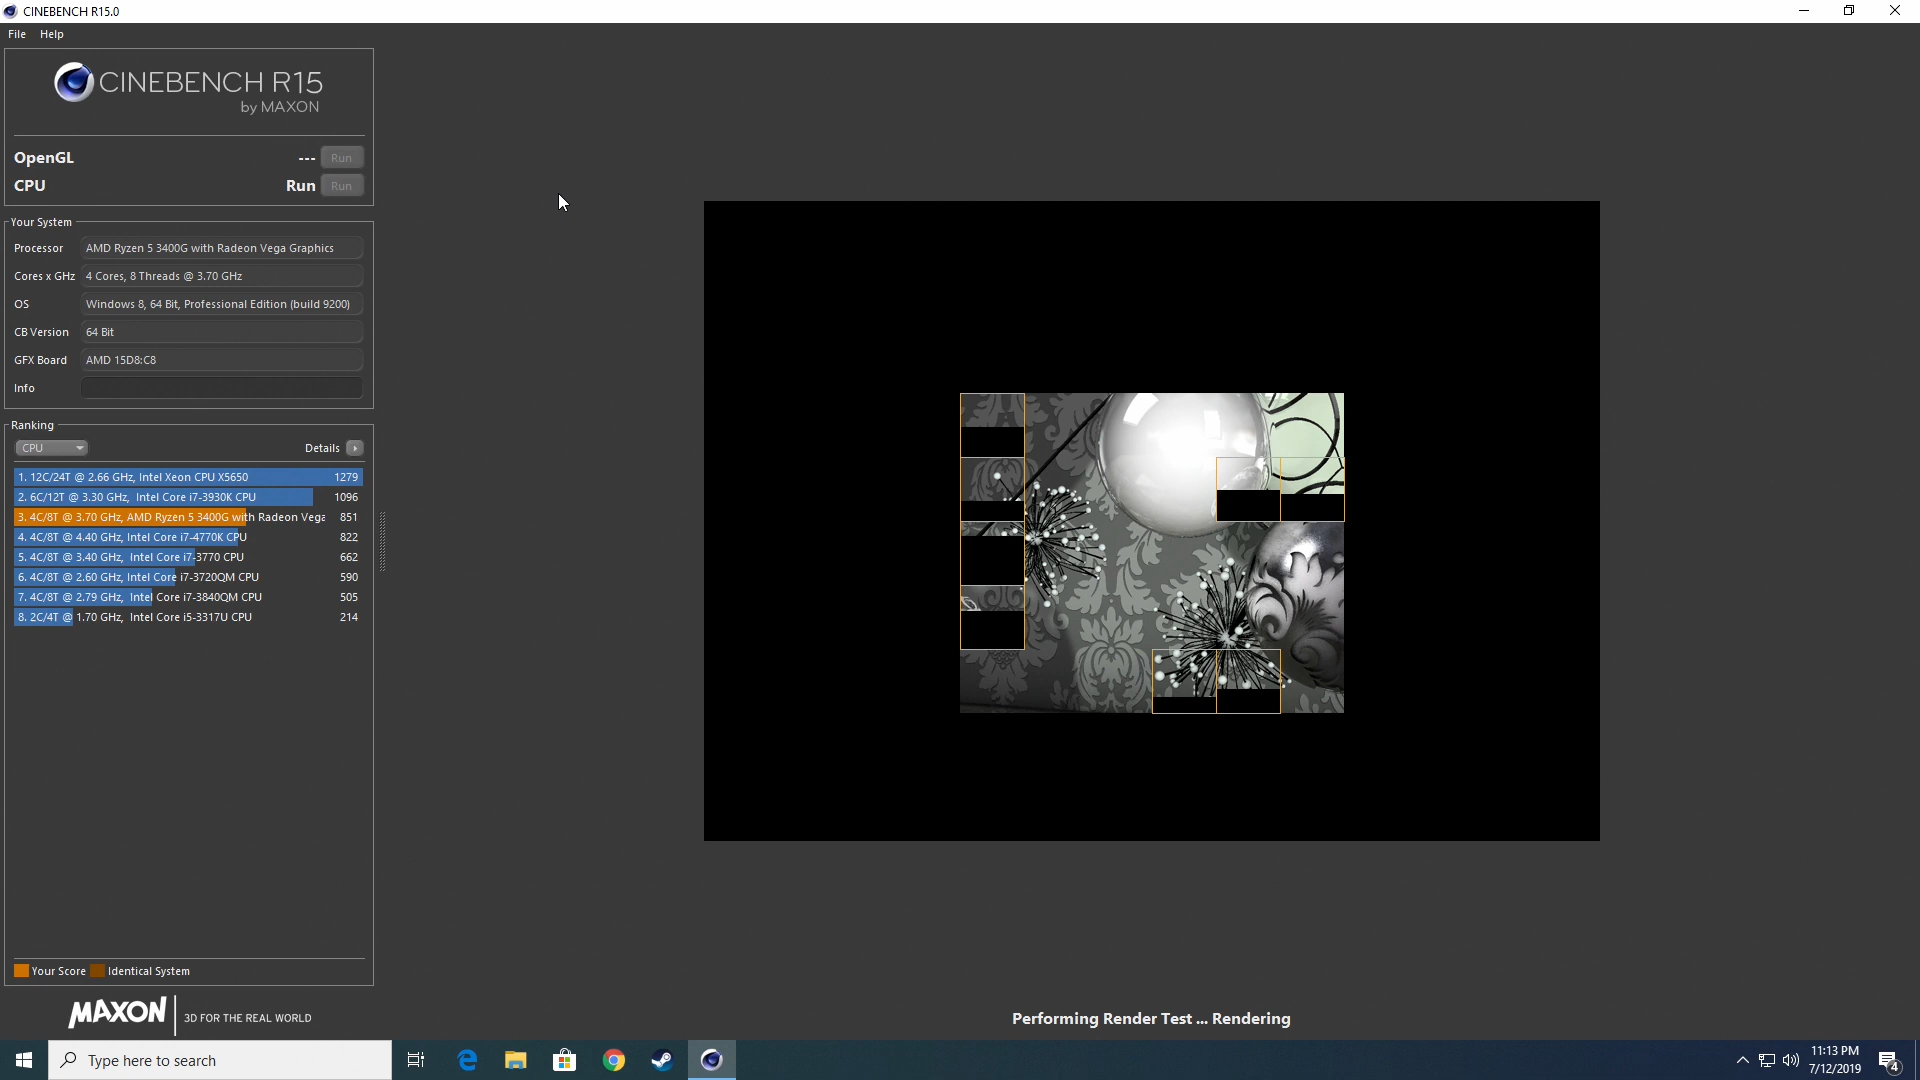 CINEBENCH R15.0
File Help
CINEBENCH R15
by MAXON
OpenGL --- Run
CPU Run Run
Your System
Processor AMD Ryzen 5 3400G with Radeon Vega Graphics
Cores x GHz 4 Cores, 8 Threads @ 3.70 GHz
OS Windows 8, 64 Bit, Professional Edition (build 9200)
CB Version 64 Bit
GFX Board AMD 15D8:C8
Info
Ranking
CPU Details
1. 12C/24T @ 2.66 GHz, Intel Xeon CPU X5650 1279
2. 6C/12T @ 3.30 GHz, Intel Core i7-3930K CPU 1096
3. 4C/8T @ 3.70 GHz, AMD Ryzen 5 3400G with Radeon Vega 851
4. 4C/8T @ 4.40 GHz, Intel Core i7-4770K CPU 822
5. 4C/8T @ 3.40 GHz, Intel Core i7-3770 CPU 662
6. 4C/8T @ 2.60 GHz, Intel Core i7-3720QM CPU 590
7. 4C/8T @ 2.79 GHz, Intel Core i7-3840QM CPU 505
8. 2C/4T @ 1.70 GHz, Intel Core i5-3317U CPU 214
Your Score Identical System
MAXON 3D FOR THE REAL WORLD
Performing Render Test ... Rendering
Type here to search
11:13 PM
7/12/2019
4